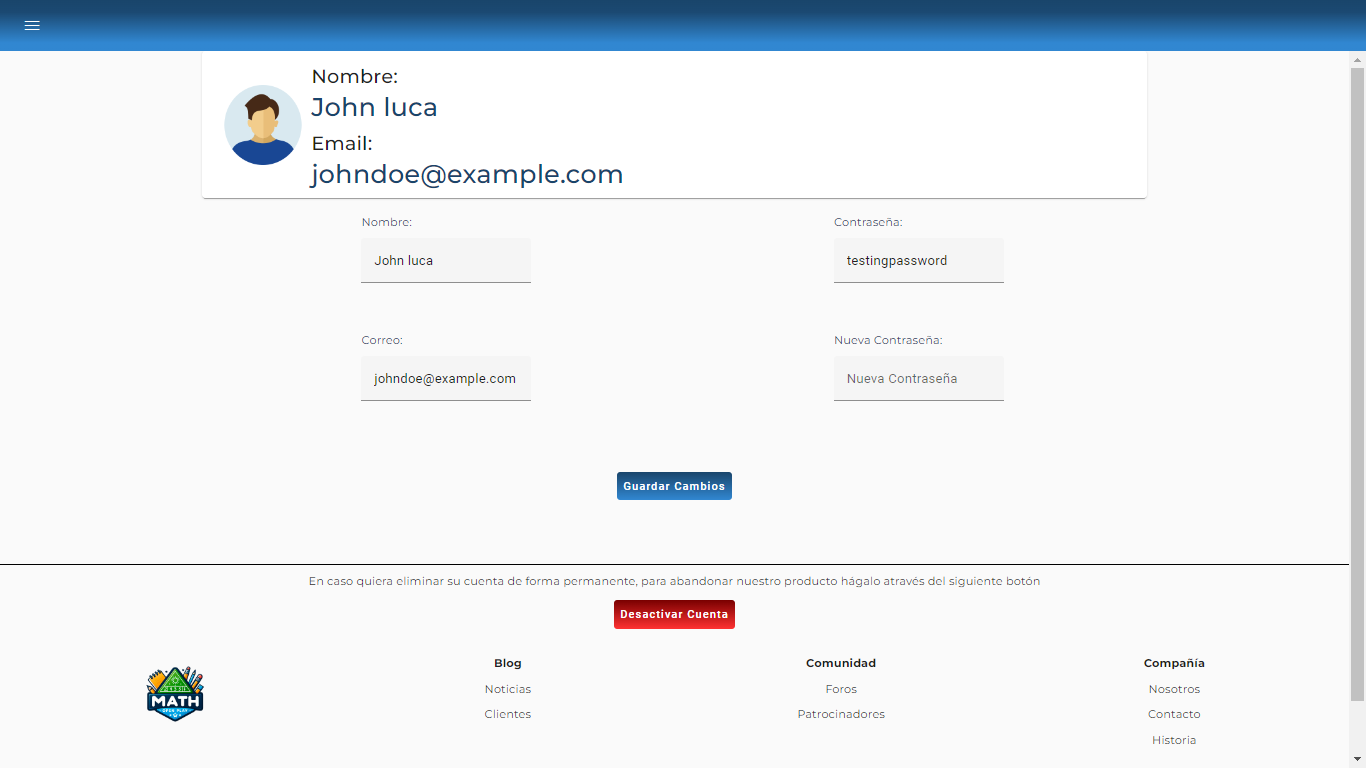 Nombre:
John luca
Email:
johndoe@example.com
Nombre:
John luca
Contraseña:
testingpassword
Correo:
johndoe@example.com
Nueva Contraseña:
Nueva Contraseña
Guardar Cambios
En caso quiera eliminar su cuenta de forma permanente, para abandonar nuestro producto hágalo através del siguiente botón
Desactivar Cuenta
MATH
OPEN PLAY
Blog
Noticias
Clientes
Comunidad
Foros
Patrocinadores
Compañía
Nosotros
Contacto
Historia